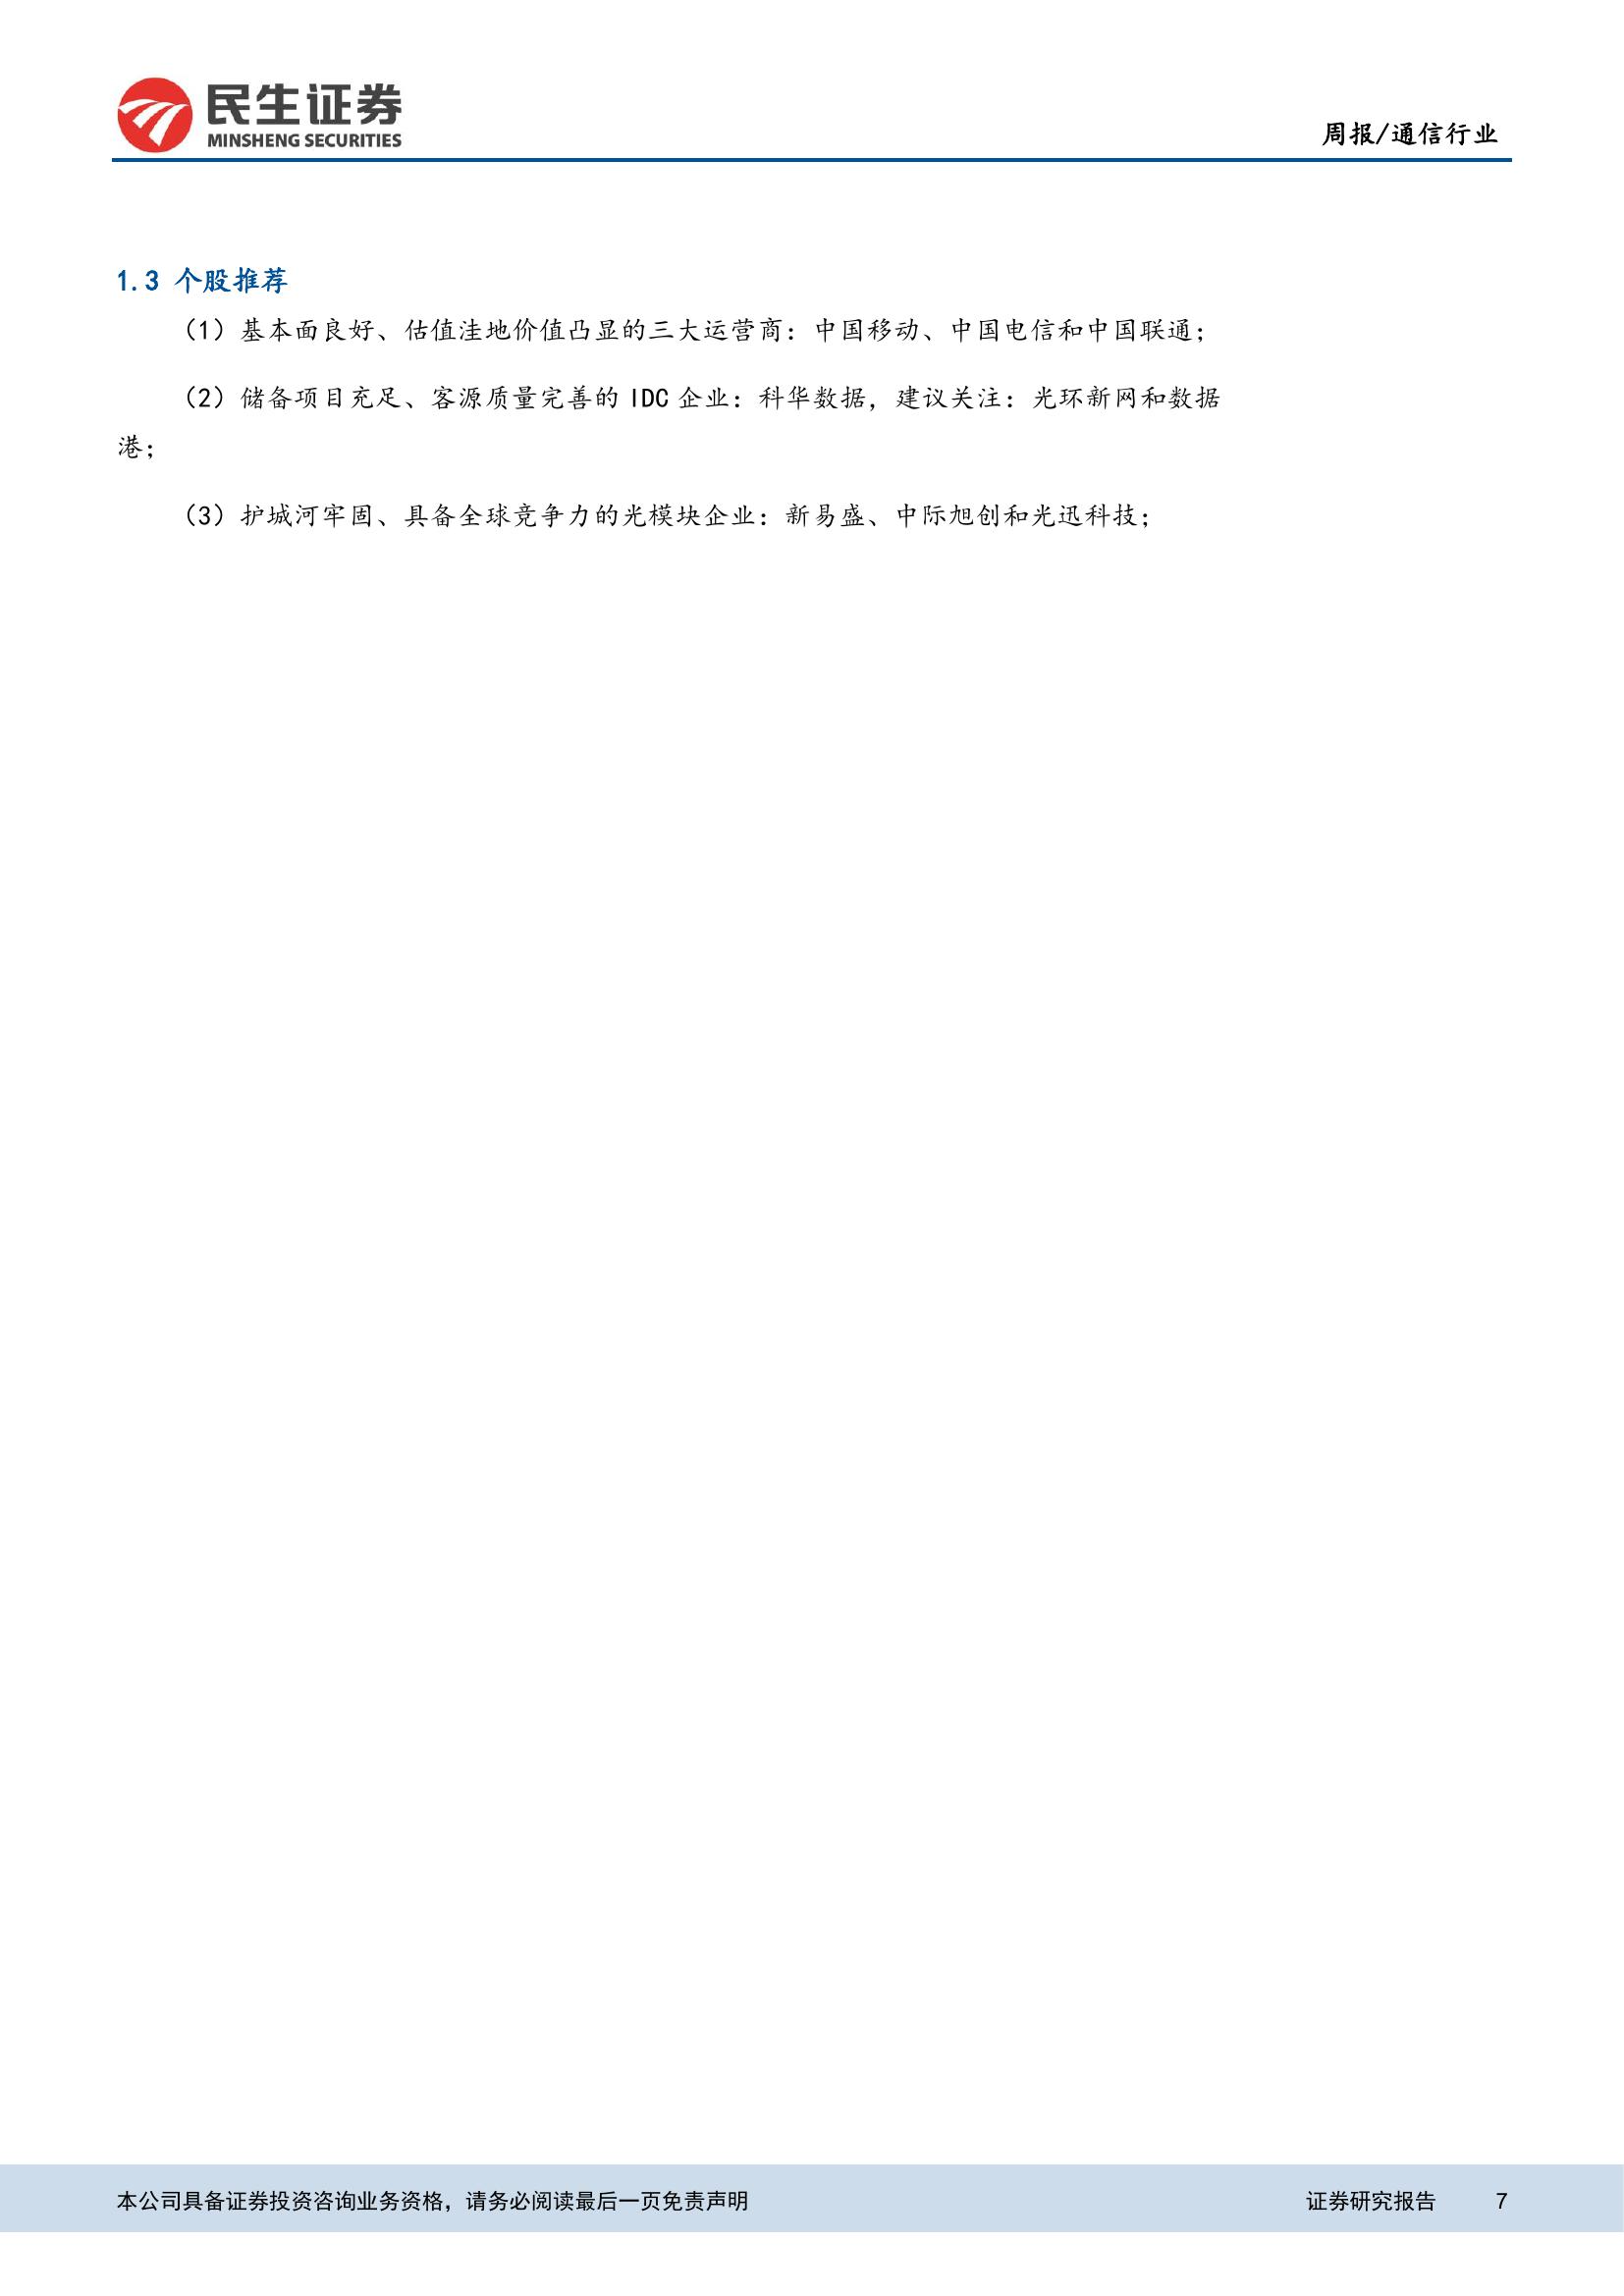 民生证券
MINSHENG SECURITIES
周报/通信行业
1.3 个股推荐
（1）基本面良好、估值洼地价值凸显的三大运营商：中国移动、中国电信和中国联通；
（2）储备项目充足、客源质量完善的 IDC 企业：科华数据，建议关注：光环新网和数据
港；
（3）护城河牢固、具备全球竞争力的光模块企业：新易盛、中际旭创和光迅科技；
本公司具备证券投资咨询业务资格，请务必阅读最后一页免责声明 证券研究报告 7